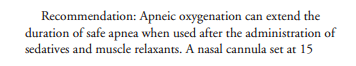 Recommendation: Apneic oxygenation can extend the
duration of safe apnea when used after the administration of
sedatives and muscle relaxants. A nasal cannula set at 15